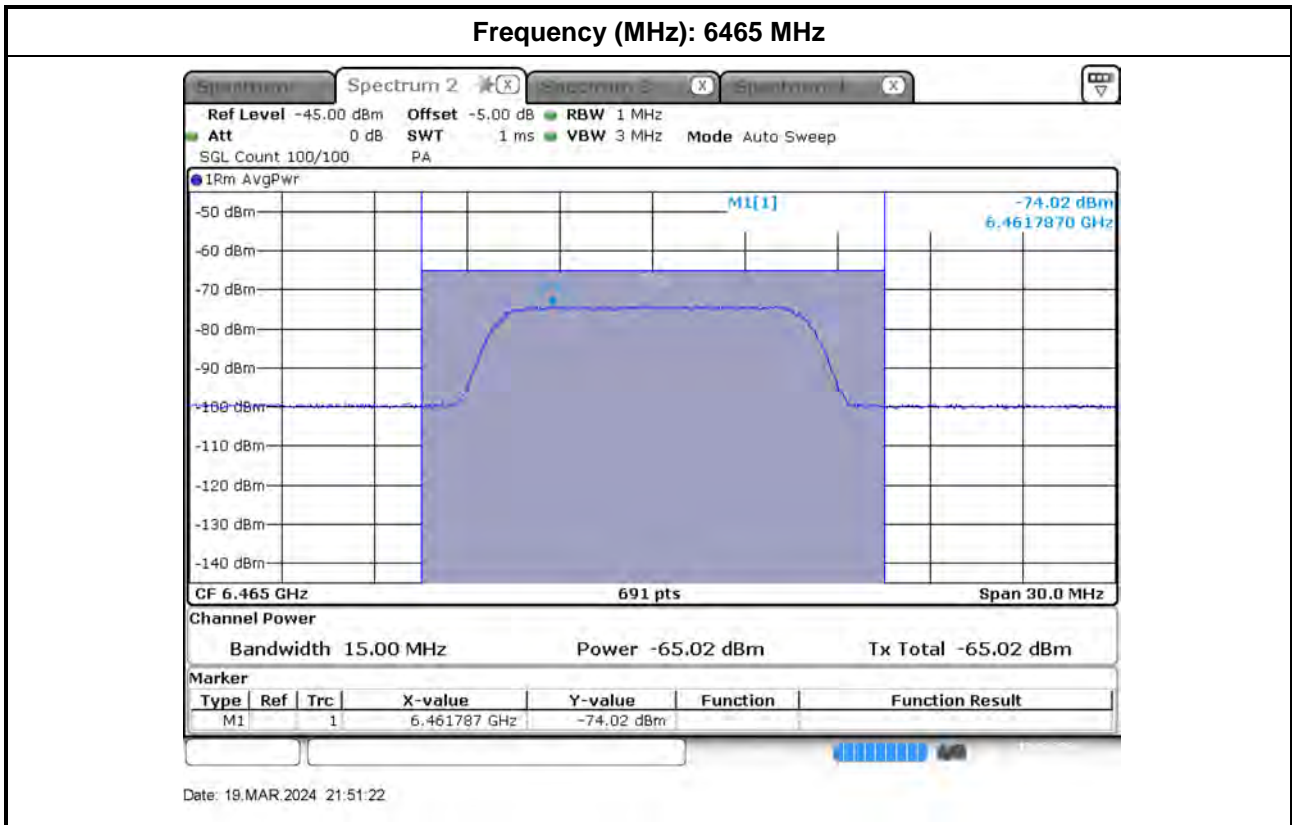 Frequency (MHz): 6465 MHz
Spectrum 2
Ref Level -45.00 dBm Offset -5.00 dB RBW 1 MHz
Att 0 dB SWT 1 ms VBW 3 MHz Mode Auto Sweep
SGL Count 100/100 PA
1Rm AvgPwr
M1[1] -74.02 dBm
6.4617870 GHz
-50 dBm
-60 dBm
-70 dBm
-80 dBm
-90 dBm
-100 dBm
-110 dBm
-120 dBm
-130 dBm
-140 dBm
CF 6.465 GHz 691 pts Span 30.0 MHz
Channel Power
Bandwidth 15.00 MHz Power -65.02 dBm Tx Total -65.02 dBm
Marker
Type Ref Trc X-value Y-value Function Function Result
M1 1 6.461787 GHz -74.02 dBm
Date: 19.MAR.2024 21:51:22